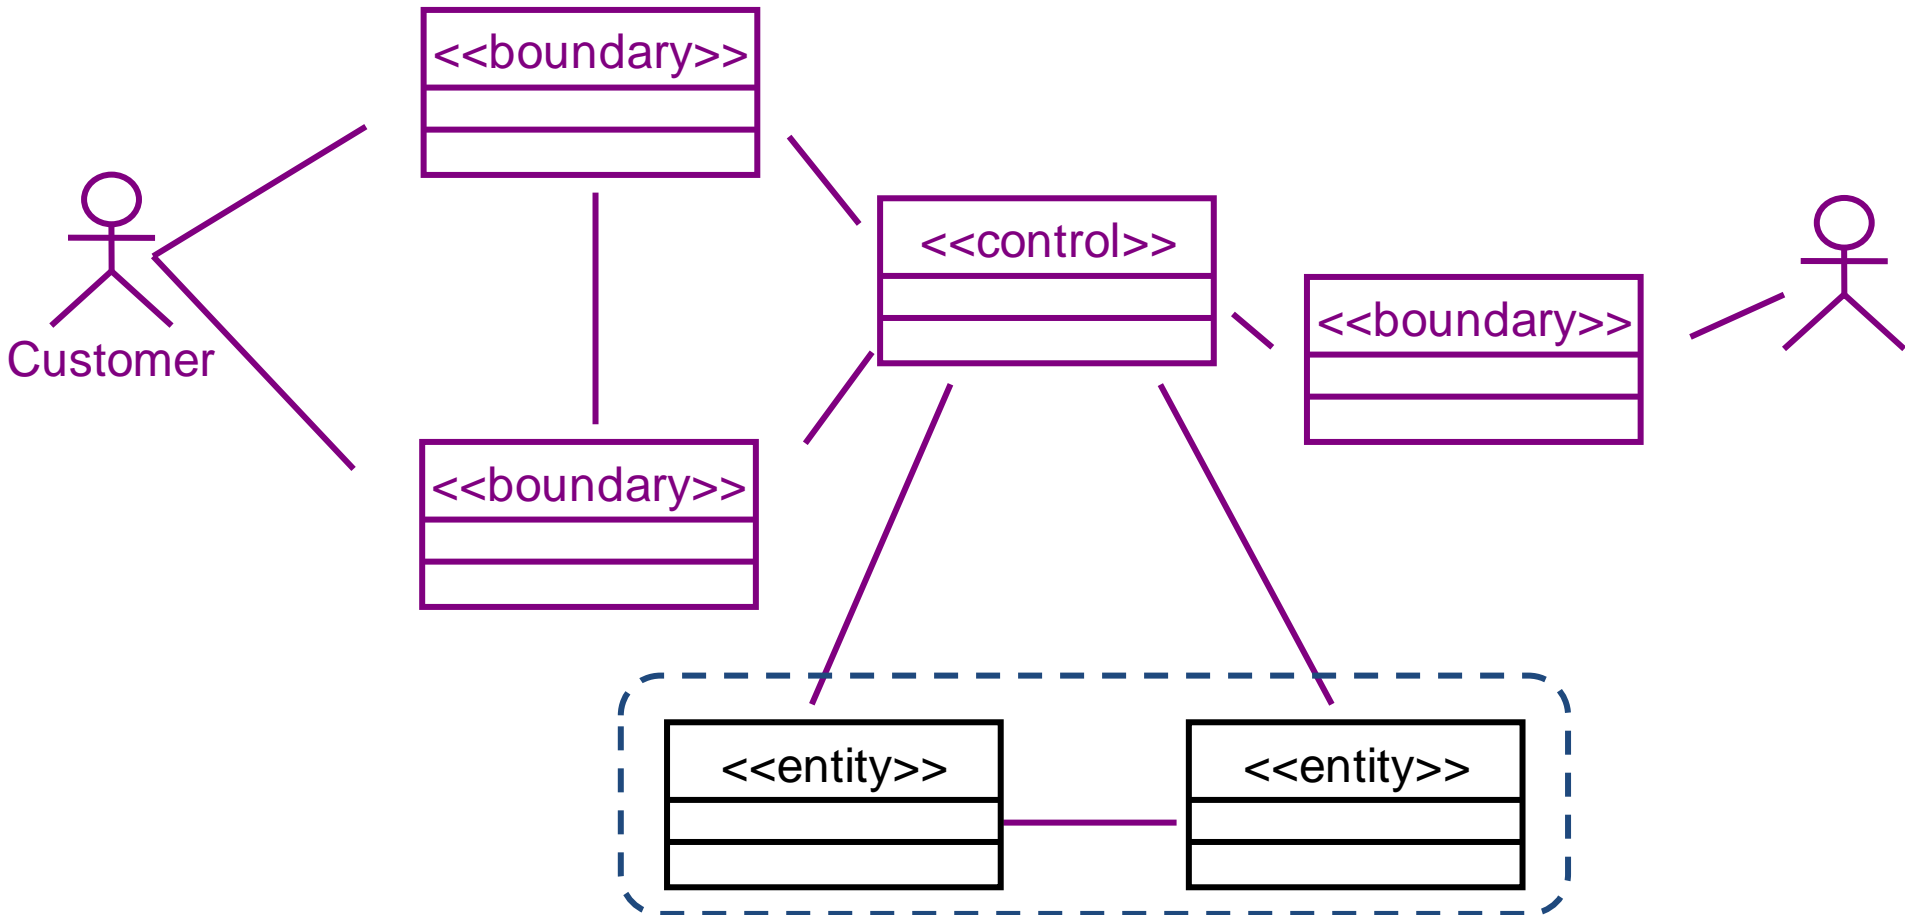 <<boundary>>
<<control>>
<<boundary>>
Customer
<<boundary>>
<<entity>>
<<entity>>